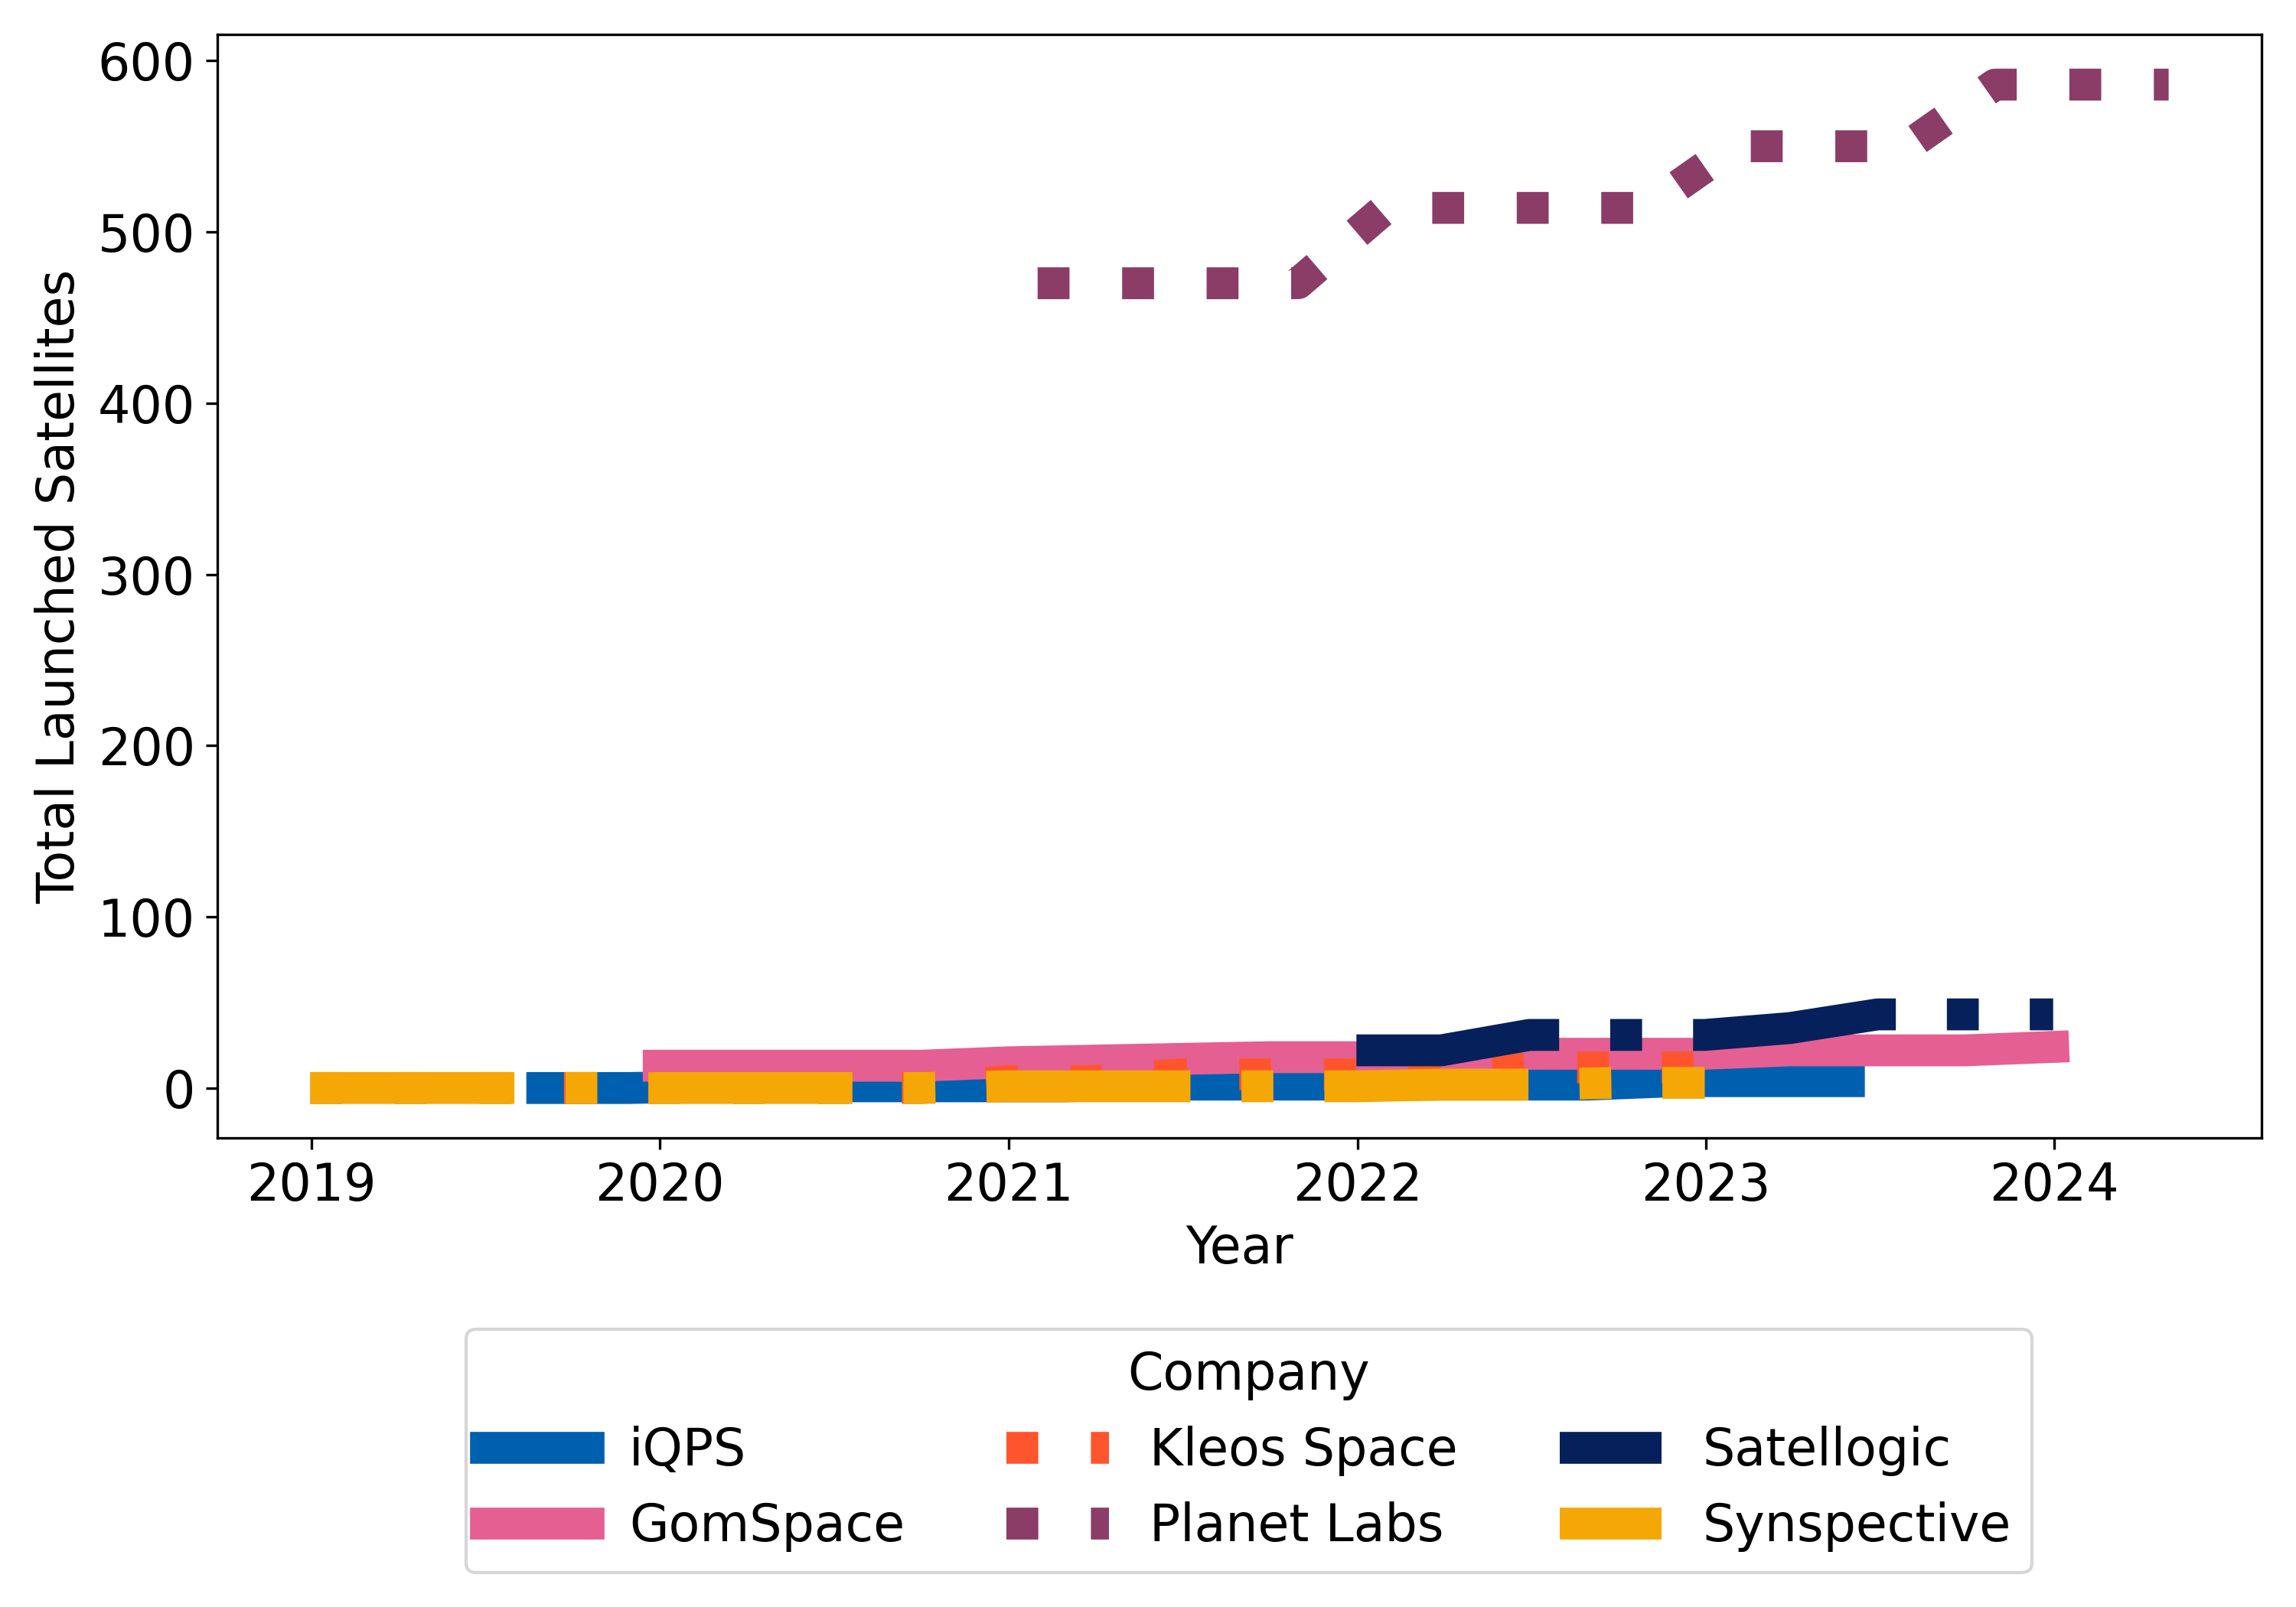 600
500
400
300
200
100
0
Total Launched Satellites
2019 2020 2021 2022 2023 2024
Year
Company
iQPS Kleos Space Satellogic
GomSpace Planet Labs Synspective